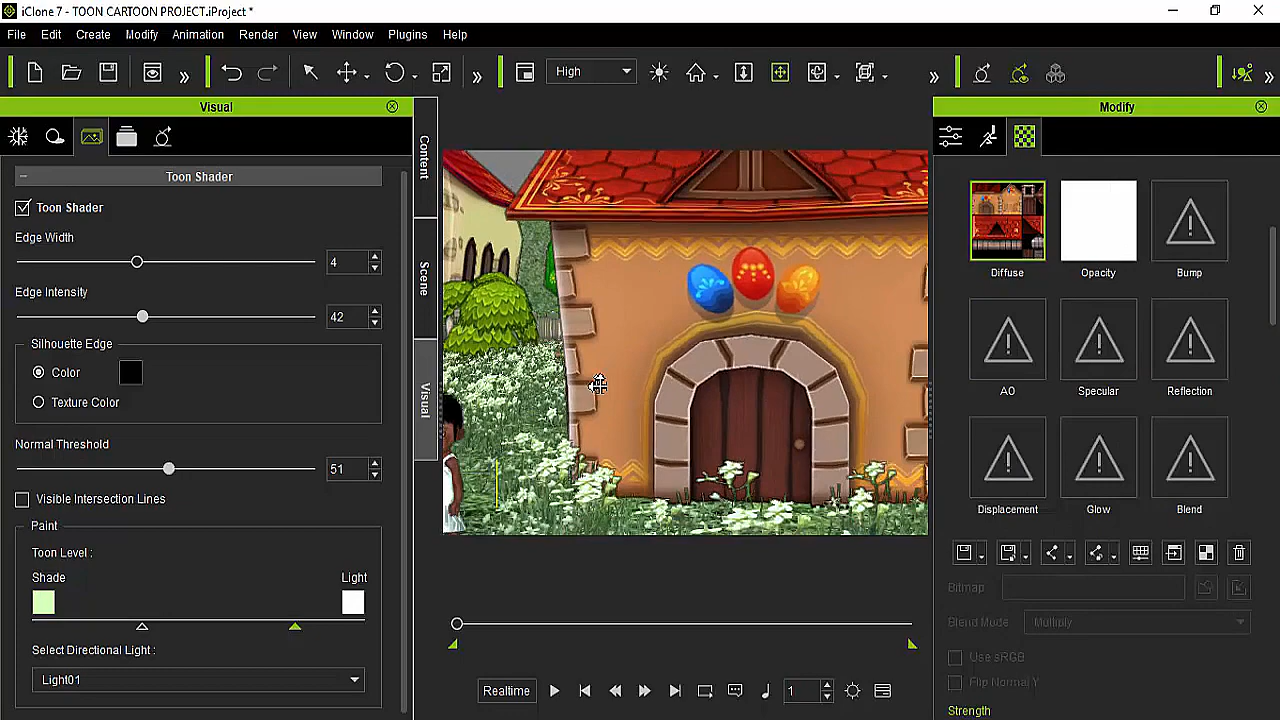 iClone 7 - TOON CARTOON PROJECT.iProject *
File Edit Create Modify Animation Render View Window Plugins Help
High
Visual
Toon Shader
Toon Shader
Edge Width
4
Edge Intensity
42
Silhouette Edge
Color
Texture Color
Normal Threshold
51
Visible Intersection Lines
Paint
Toon Level :
Shade Light
Select Directional Light :
Light01
Content
Scene
Visual
Realtime
1
Modify
Diffuse Opacity Bump
AO Specular Reflection
Displacement Glow Blend
Bitmap
Blend Mode Multiply
Use sRGB
Flip Normal Y
Strength